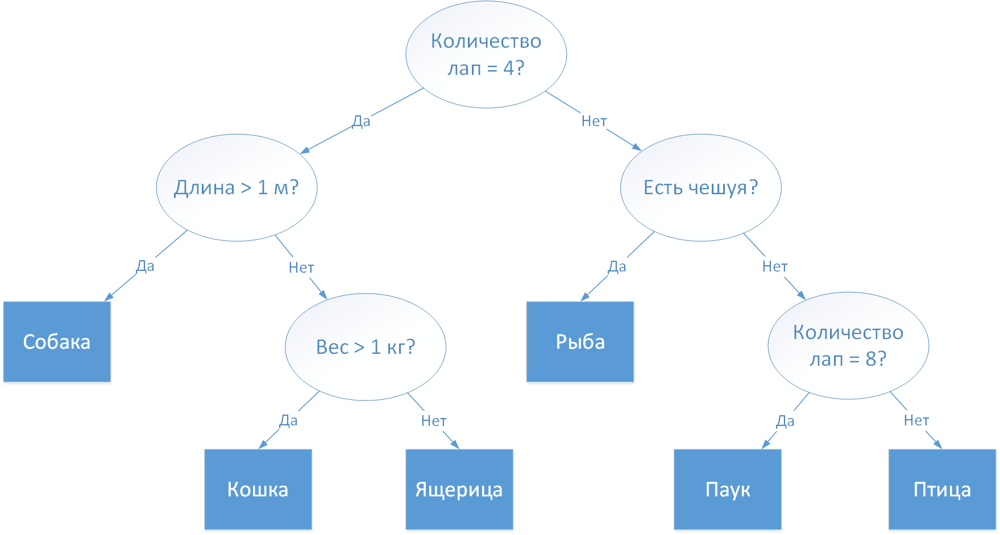 Количество
лап = 4?
Да
Нет
Длина > 1 м?
Есть чешуя?
Да
Нет
Да
Нет
Собака
Вес > 1 кг?
Рыба
Количество
лап = 8?
Да
Нет
Да
Нет
Кошка
Ящерица
Паук
Птица